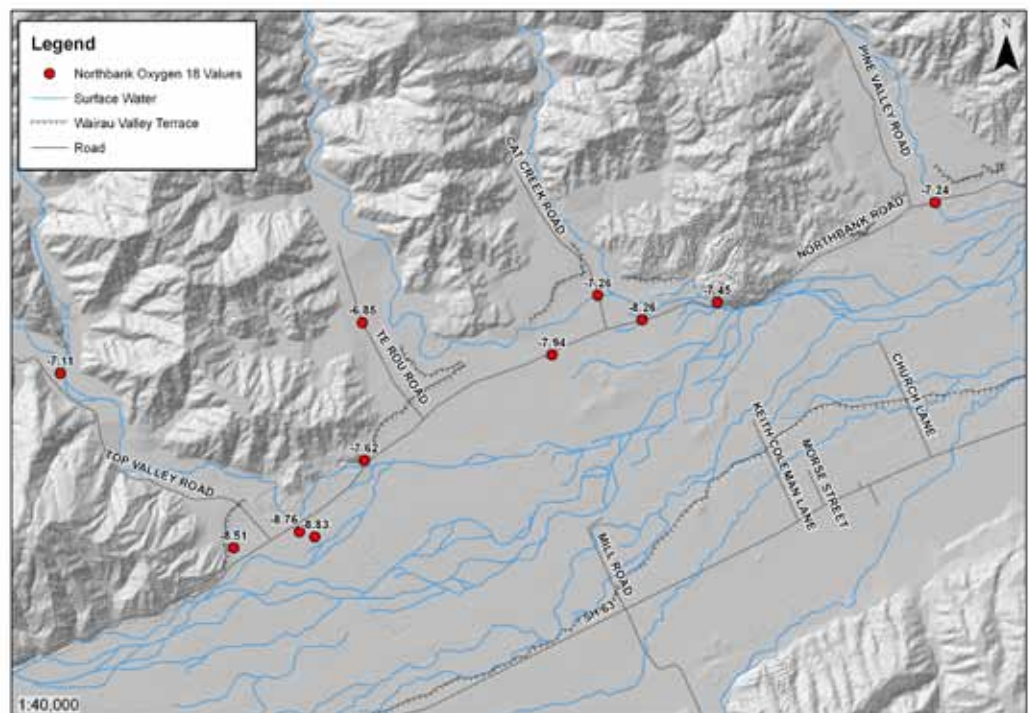 Legend
Northbank Oxygen 18 Values
Surface Water
Wairau Valley Terrace
Road
N
PINE VALLEY ROAD
CAT CREEK ROAD
-7.24
NORTHBANK ROAD
-7.26
-7.45
-8.26
-6.85
TE ROU ROAD
-7.94
-7.11
CHURCH LANE
KEITH COLEMAN LANE
MORSE STREET
-7.62
TOP VALLEY ROAD
-8.76
-8.83
-8.51
MILL ROAD
SH 63
1:40,000